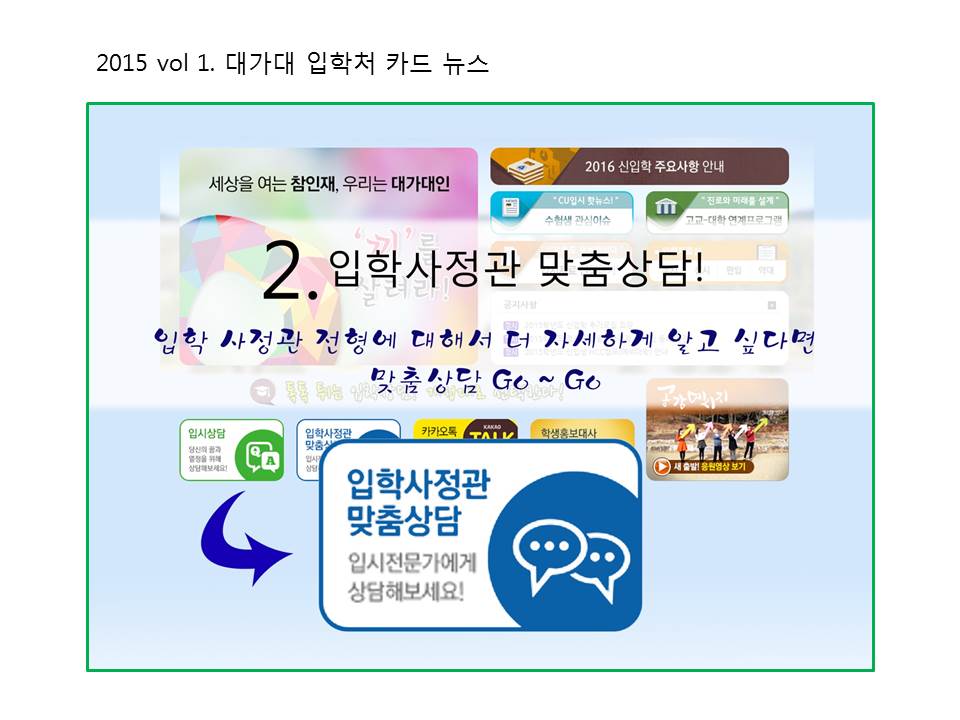 2015 vol 1. 대가대 입학처 카드 뉴스
세상을 여는 참인재, 우리는 대가대인
'끼'를
살려라!
2016 신입학 주요사항 안내
"CU입시 핫뉴스!"
수험생 관심이슈
"진로와 미래를 설계"
고교-대학 연계프로그램
편입
약대
공지사항
2. 입학사정관 맞춤상담!
입학 사정관 전형에 대해서 더 자세하게 알고 싶다면
맞춤상담 Go ~ Go
톡톡 튀는
입시상담
당신의 꿈과
열정을 위해
상담해보세요!
입학사정관
맞춤상
카카오톡
KAKAO
TALK
학생홍보대사
새 출발! 응원영상 보기
입학사정관
맞춤상담
입시전문가에게
상담해보세요!